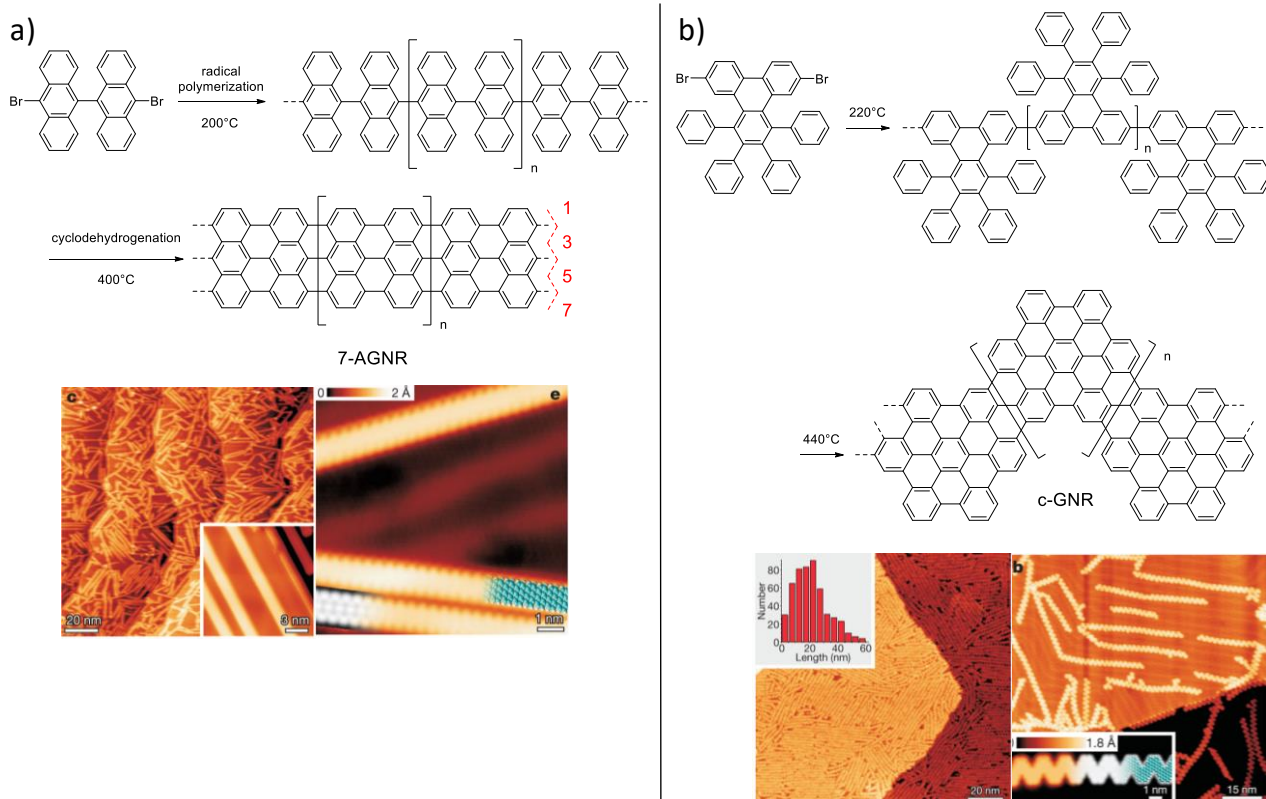 a)
Br
Br
radical
polymerization
200°C
n
cyclodehydrogenation
400°C
1
3
5
7
n
7-AGNR
c
20 nm
3 nm
0 2 Å
e
1 nm
b)
Br
Br
220°C
n
440°C
n
c-GNR
Number
80
60
40
20
0
0 20 40 60
Length (nm)
20 nm
b
1.8 Å
1 nm
15 nm